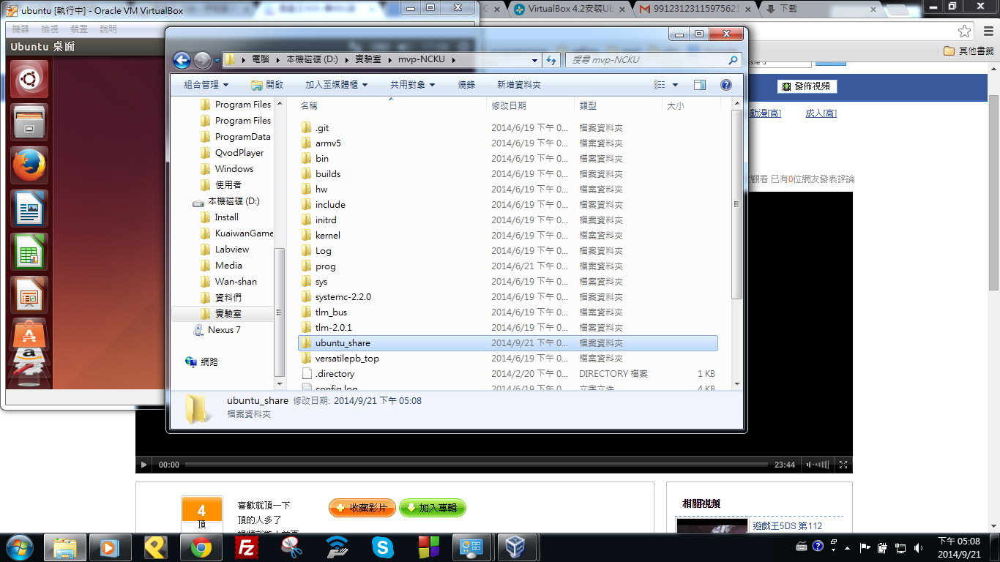 ubuntu [執行中] - Oracle VM VirtualBox
機器 檢視 裝置 說明
Ubuntu 桌面
VirtualBox 4.2安裝Ub
99123123115975621
下載
其他書籤
電腦 本機磁碟 (D:) 實驗室 mvp-NCKU
搜尋 mvp-NCKU
組合管理 開啟 加入至媒體櫃 共用對象 燒錄 新增資料夾
Program Files
Program Files
ProgramData
QvodPlayer
Windows
使用者
本機磁碟 (D:)
Install
KuaiwanGame
Labview
Media
Wan-shan
資料們
實驗室
Nexus 7
網路
名稱 修改日期 類型 大小
.git 2014/6/19 下午 0... 檔案資料夾
armv5 2014/6/19 下午 0... 檔案資料夾
bin 2014/6/19 下午 0... 檔案資料夾
builds 2014/6/19 下午 0... 檔案資料夾
hw 2014/6/19 下午 0... 檔案資料夾
include 2014/6/19 下午 0... 檔案資料夾
initrd 2014/6/19 下午 0... 檔案資料夾
kernel 2014/6/19 下午 0... 檔案資料夾
Log 2014/6/19 下午 0... 檔案資料夾
prog 2014/6/21 下午 0... 檔案資料夾
sys 2014/6/19 下午 0... 檔案資料夾
systemc-2.2.0 2014/6/19 下午 0... 檔案資料夾
tlm_bus 2014/6/19 下午 0... 檔案資料夾
tlm-2.0.1 2014/6/19 下午 0... 檔案資料夾
ubuntu_share 2014/9/21 下午 0... 檔案資料夾
versatilepb_top 2014/6/19 下午 0... 檔案資料夾
.directory 2014/2/20 下午 0... DIRECTORY 檔案 1 KB
config.log 2014/6/19 下午 0... 文字文件 4 KB
ubuntu_share 修改日期: 2014/9/21 下午 05:08
檔案資料夾
發佈視頻
動漫[高] 成人[高]
觀看 已有0位網友發表評論
00:00 23:44
4
頂
喜歡就頂一下
頂的人多了
收藏影片 加入專輯
相關視頻
遊戲王5DS 第112
下午 05:08
2014/9/21